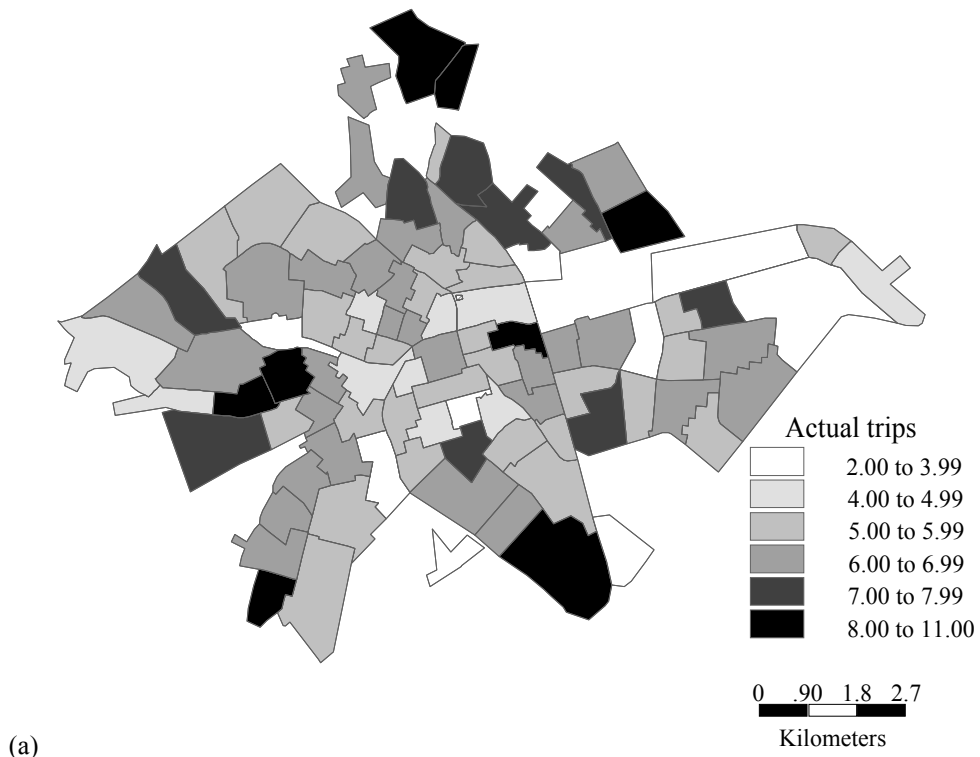 Actual trips
2.00 to 3.99
4.00 to 4.99
5.00 to 5.99
6.00 to 6.99
7.00 to 7.99
8.00 to 11.00
0 .90 1.8 2.7
Kilometers
(a)